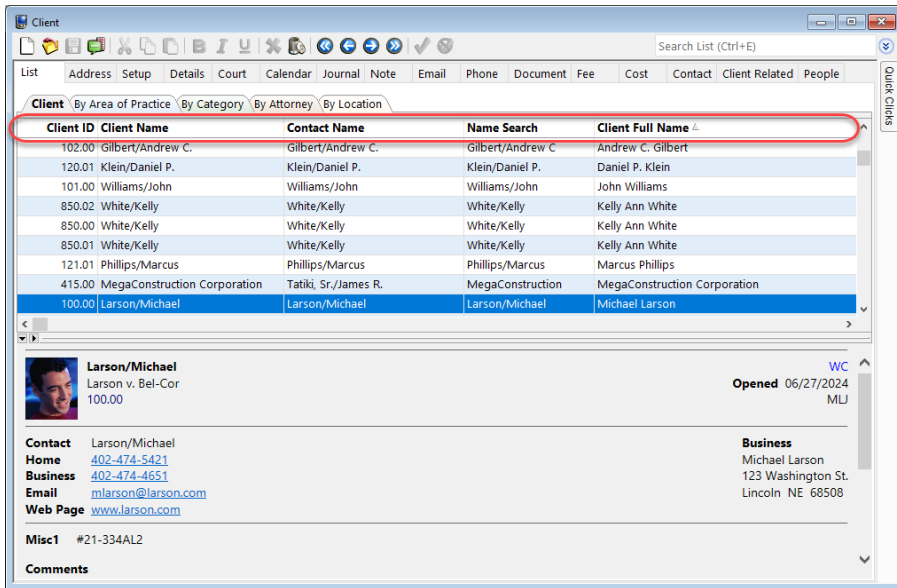 Client
B I U Search List (Ctrl+E)
List Address Setup Details Court Calendar Journal Note Email Phone Document Fee Cost Contact Client Related People
Quick Clicks
Client By Area of Practice By Category By Attorney By Location
Client ID Client Name Contact Name Name Search Client Full Name
102.00 Gilbert/Andrew C. Gilbert/Andrew C. Gilbert/Andrew C Andrew C. Gilbert
120.01 Klein/Daniel P. Klein/Daniel P. Klein/Daniel P. Daniel P. Klein
101.00 Williams/John Williams/John Williams/John John Williams
850.02 White/Kelly White/Kelly White/Kelly Kelly Ann White
850.00 White/Kelly White/Kelly White/Kelly Kelly Ann White
850.01 White/Kelly White/Kelly White/Kelly Kelly Ann White
121.01 Phillips/Marcus Phillips/Marcus Phillips/Marcus Marcus Phillips
415.00 MegaConstruction Corporation Tatiki, Sr./James R. MegaConstruction MegaConstruction Corporation
100.00 Larson/Michael Larson/Michael Larson/Michael Michael Larson
Larson/Michael WC
Larson v. Bel-Cor Opened 06/27/2024
100.00 MLJ
Contact Larson/Michael Business
Home 402-474-5421 Michael Larson
Business 402-474-4651 123 Washington St.
Email mlarson@larson.com Lincoln NE 68508
Web Page www.larson.com
Misc1 #21-334AL2
Comments